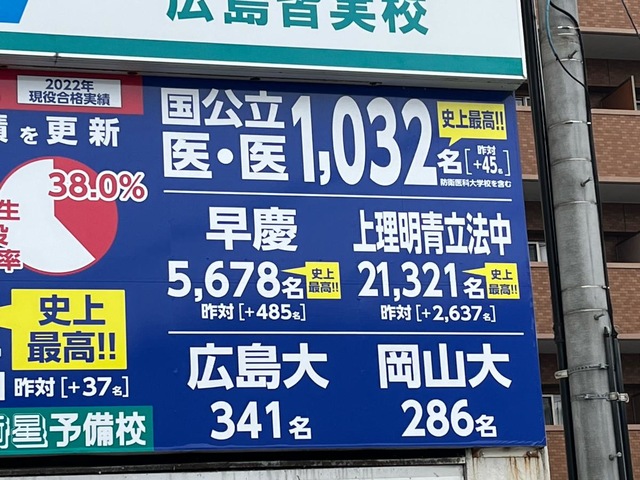 広島皆実校
2022年
現役合格実績
を更新
38.0%
生
率
史上
最高!!
昨対[+37名]
衛星予備校
国公立
医・医
1,032名
史上最高!!
昨対
[+45名]
防衛医科大学校を含む
早慶
5,678名
史上
最高!!
昨対[+485名]
上理明青立法中
21,321名
史上
最高!!
昨対[+2,637名]
広島大
341名
岡山大
286名